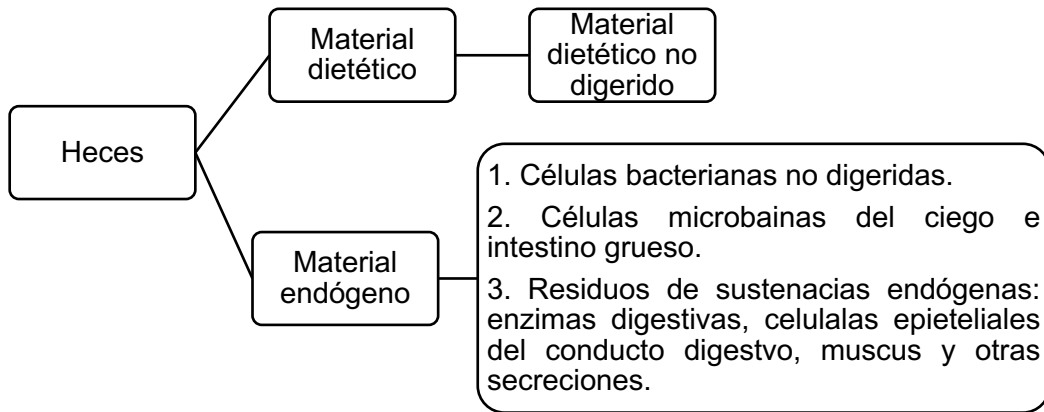 Material
dietético
Material
dietético no
digerido
Heces
Material
endógeno
1. Células bacterianas no digeridas.
2. Células microbainas del ciego e
intestino grueso.
3. Residuos de sustenacias endógenas:
enzimas digestivas, celulalas epieteliales
del conducto digestvo, muscus y otras
secreciones.